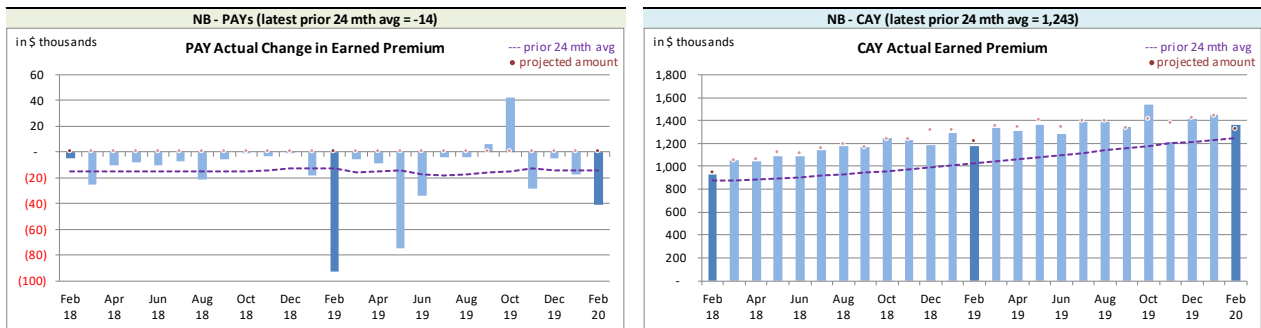 NB - PAYs (latest prior 24 mth avg = -14)
in $ thousands
PAY Actual Change in Earned Premium
--- prior 24 mth avg
• projected amount
60
40
20
-
(20)
(40)
(60)
(80)
(100)
Feb Apr Jun Aug Oct Dec Feb Apr Jun Aug Oct Dec Feb
18 18 18 18 18 18 19 19 19 19 19 19 20
NB - CAY (latest prior 24 mth avg = 1,243)
in $ thousands
CAY Actual Earned Premium
--- prior 24 mth avg
• projected amount
1,800
1,600
1,400
1,200
1,000
800
600
400
200
-
Feb Apr Jun Aug Oct Dec Feb Apr Jun Aug Oct Dec Feb
18 18 18 18 18 18 19 19 19 19 19 19 20